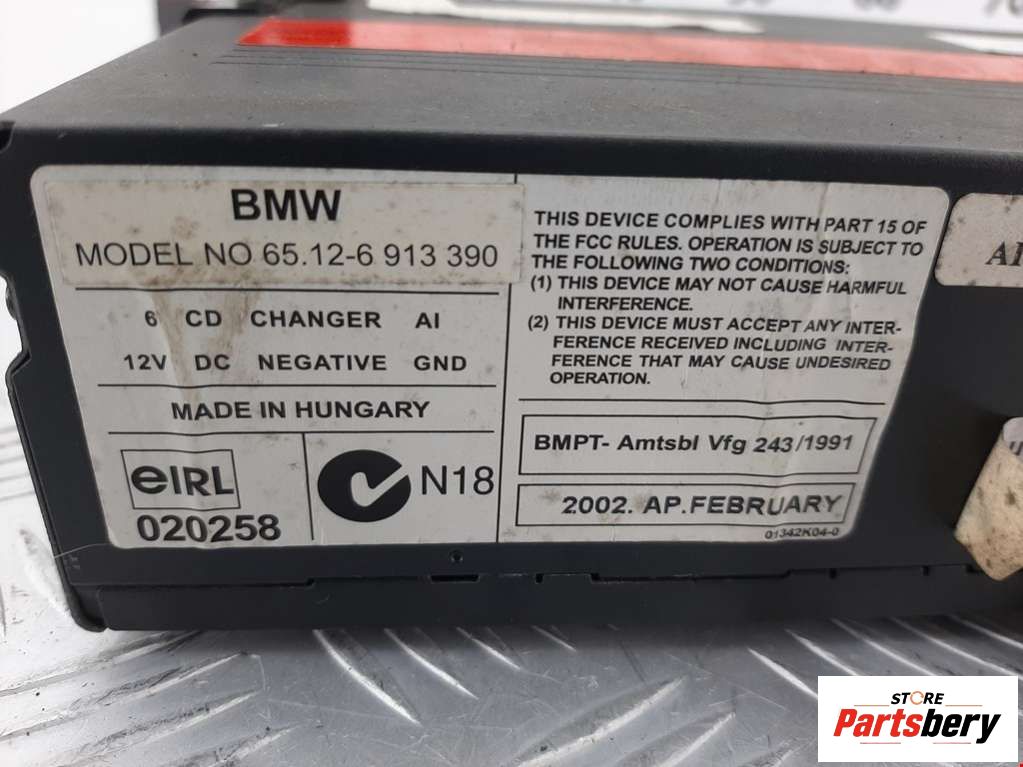 BMW
MODEL NO 65.12-6 913 390
6 CD CHANGER AI
12V DC NEGATIVE GND
MADE IN HUNGARY
eIRL
020258
N18
THIS DEVICE COMPLIES WITH PART 15 OF
THE FCC RULES. OPERATION IS SUBJECT TO
THE FOLLOWING TWO CONDITIONS:
(1) THIS DEVICE MAY NOT CAUSE HARMFUL
INTERFERENCE.
(2) THIS DEVICE MUST ACCEPT ANY INTER-
FERENCE RECEIVED INCLUDING INTER-
FERENCE THAT MAY CAUSE UNDESIRED
OPERATION.
BMPT- Amtsbl Vfg 243/1991
2002. AP.FEBRUARY
01342K04-0
STORE
Partsbery